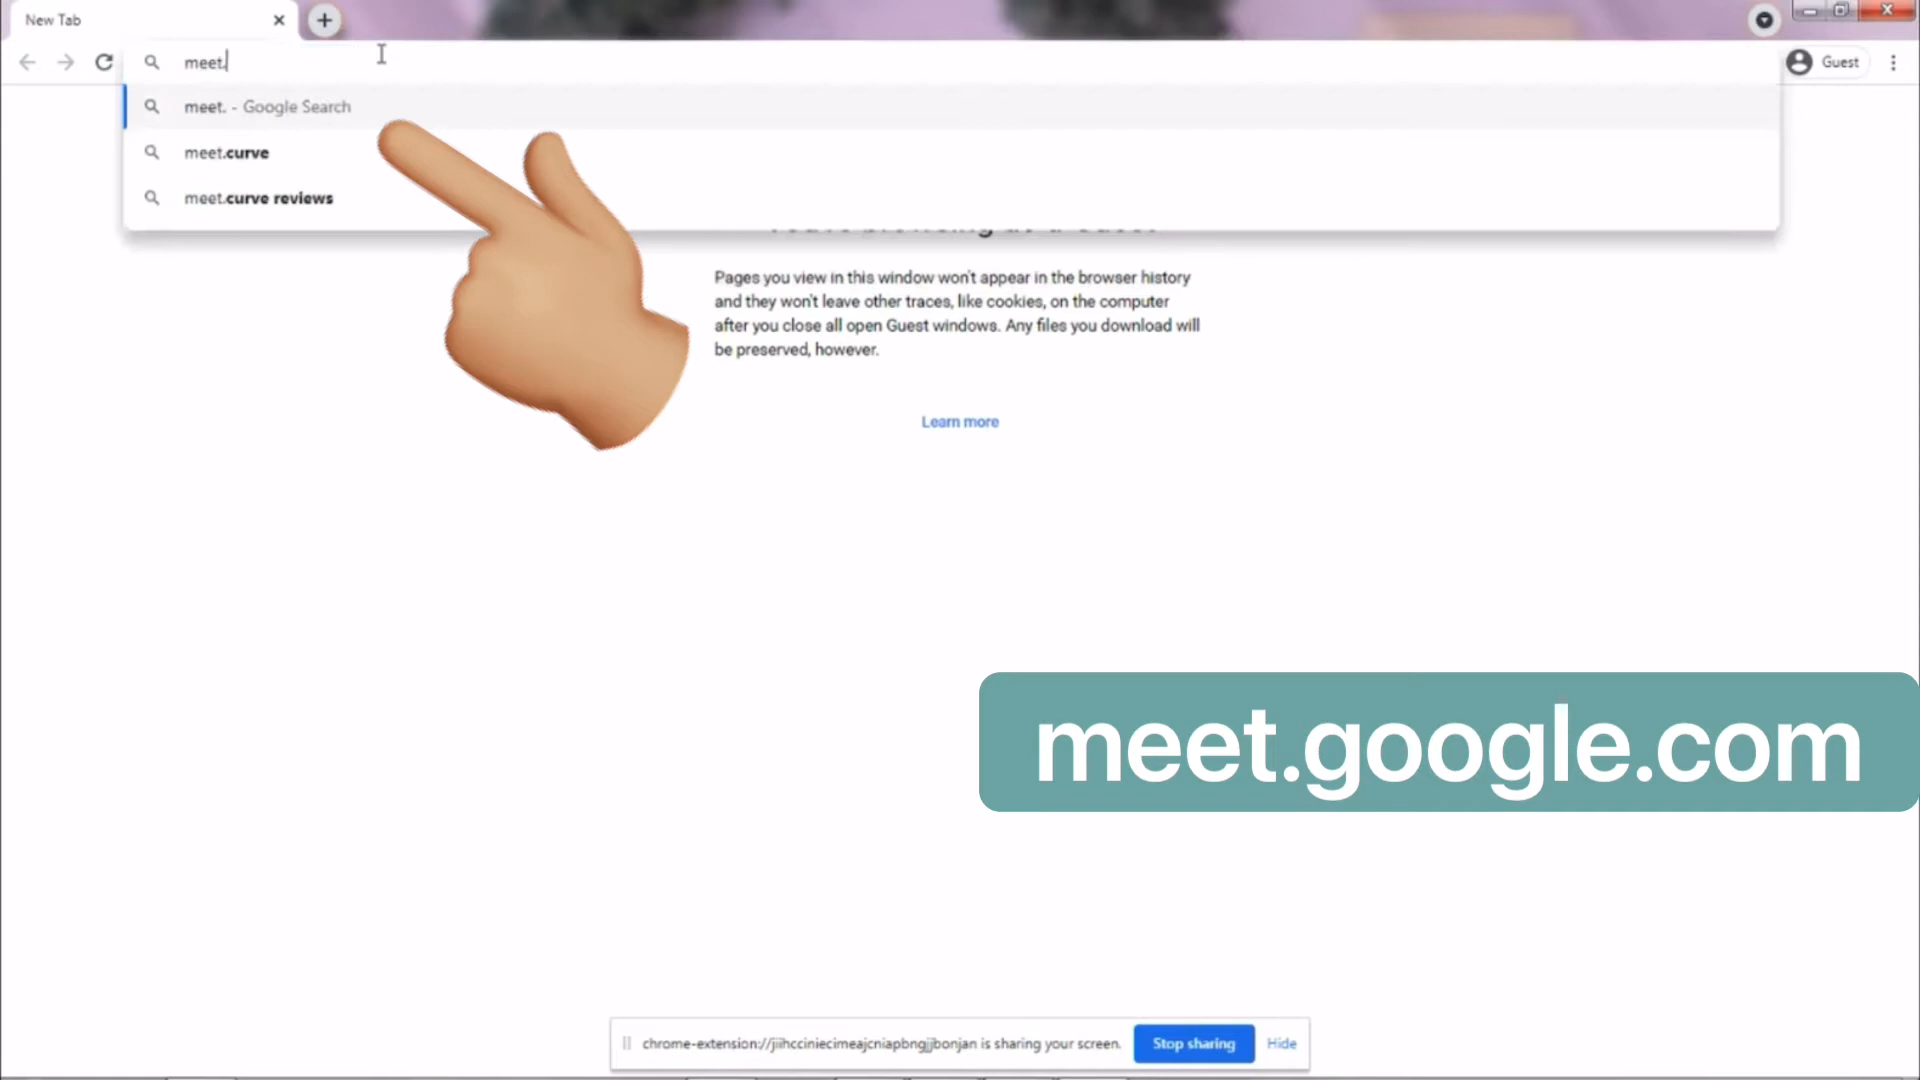 New Tab
meet.
Guest
meet. - Google Search
meet.curve
meet.curve reviews
Pages you view in this window won't appear in the browser history
and they won't leave other traces, like cookies, on the computer
after you close all open Guest windows. Any files you download will
be preserved, however.
Learn more
meet.google.com
chrome-extension://jiihcciniecimeajcniapbngjjbonjan is sharing your screen.
Stop sharing
Hide